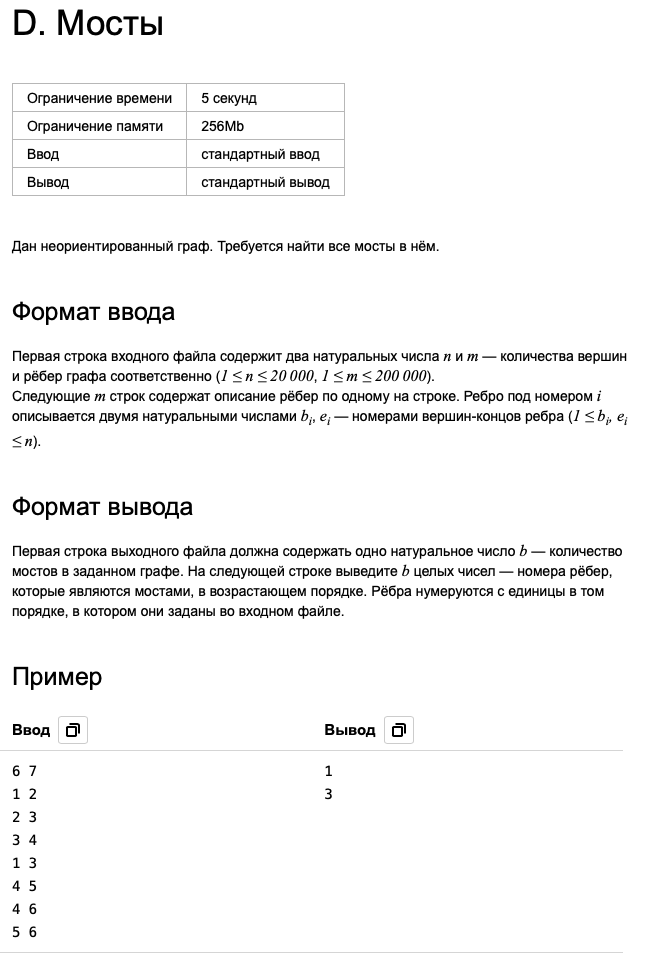 D. Мосты
Ограничение времени 5 секунд
Ограничение памяти 256Mb
Ввод стандартный ввод
Вывод стандартный вывод
Дан неориентированный граф. Требуется найти все мосты в нём.
Формат ввода
Первая строка входного файла содержит два натуральных числа n и m — количества вершин
и рёбер графа соответственно (1 ≤ n ≤ 20 000, 1 ≤ m ≤ 200 000).
Следующие m строк содержат описание рёбер по одному на строке. Ребро под номером i
описывается двумя натуральными числами b_i, e_i — номерами вершин-концов ребра (1 ≤ b_i, e_i
≤ n).
Формат вывода
Первая строка выходного файла должна содержать одно натуральное число b — количество
мостов в заданном графе. На следующей строке выведите b целых чисел — номера рёбер,
которые являются мостами, в возрастающем порядке. Рёбра нумеруются с единицы в том
порядке, в котором они заданы во входном файле.
Пример
Ввод Вывод
6 7 1
1 2 3
2 3
3 4
1 3
4 5
4 6
5 6